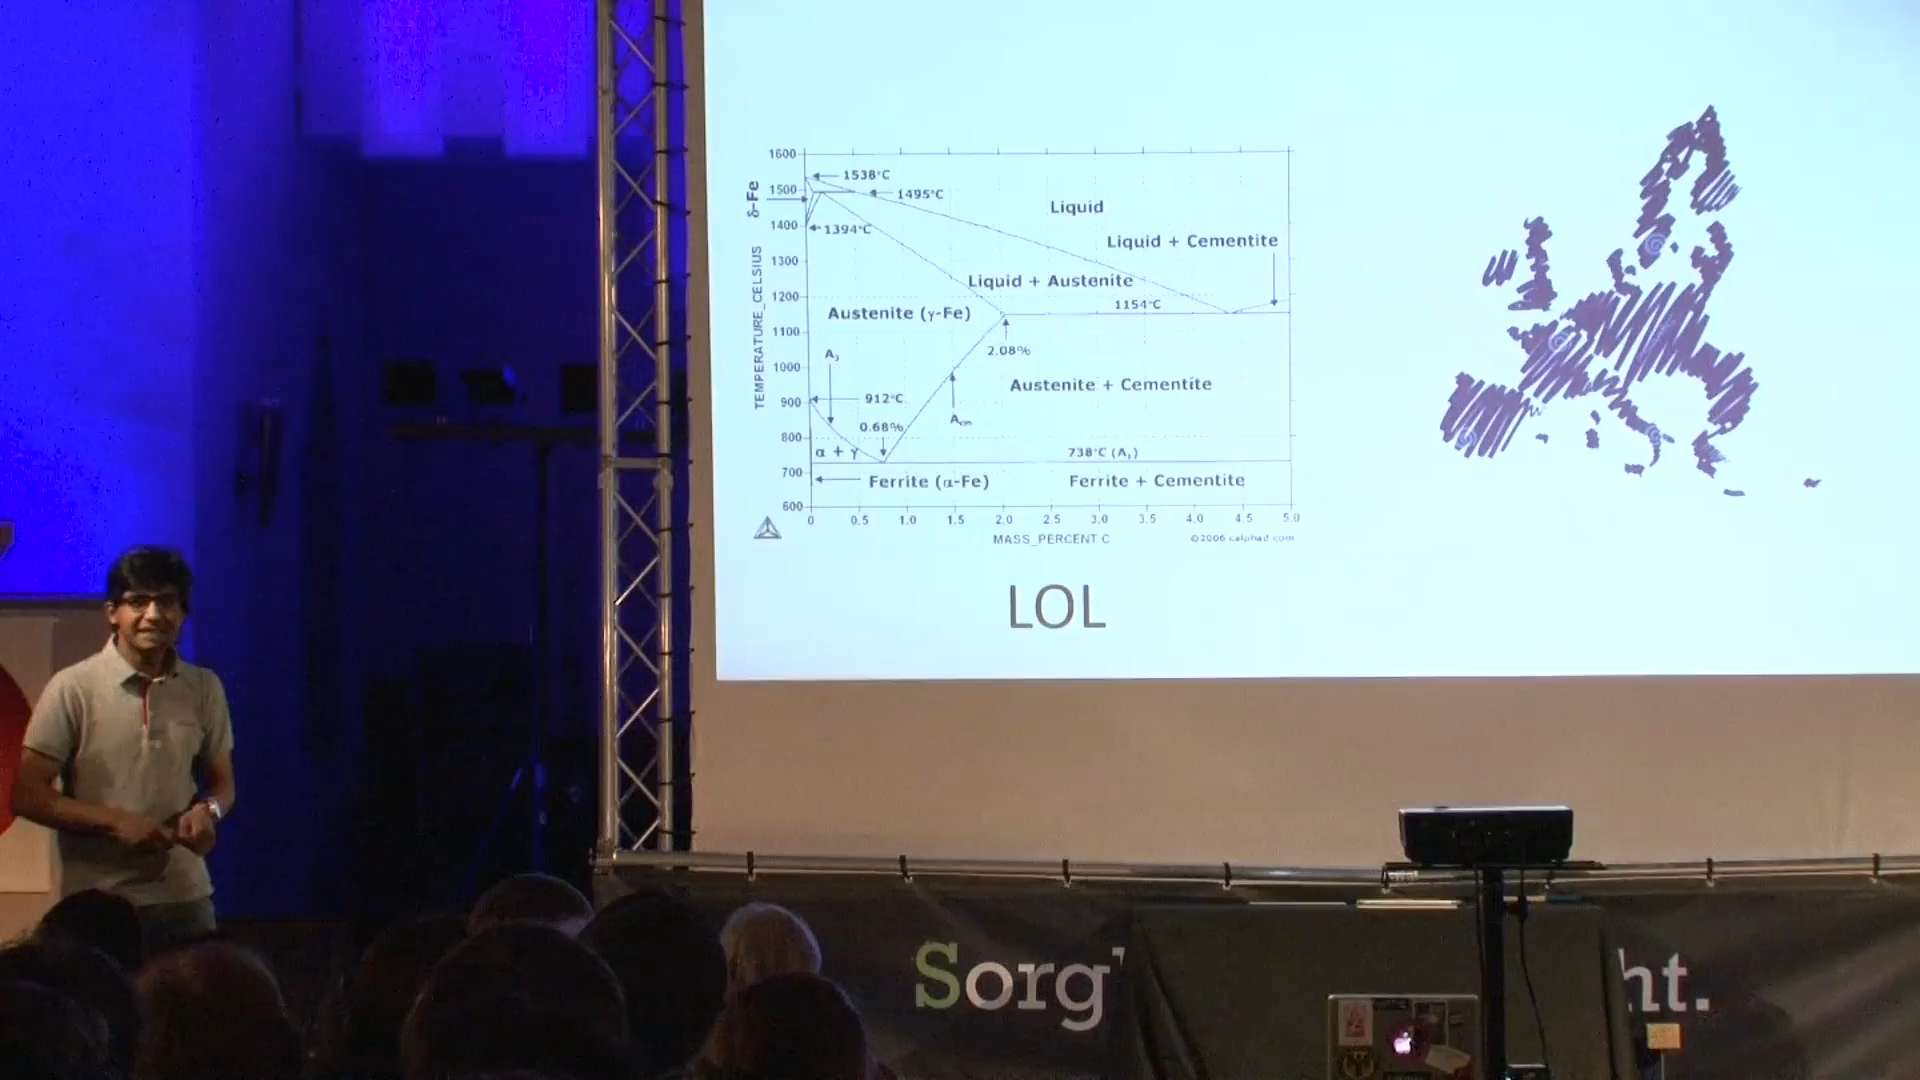 1600
1538°C
1500
1495°C
δ-Fe
Liquid
1400
1394°C
Liquid + Cementite
1300
TEMPERATURE_CELSIUS
Liquid + Austenite
1200
1154°C
Austenite (γ-Fe)
1100
2.08%
A₃
1000
Austenite + Cementite
912°C
900
Acm
0.68%
800
α + γ
738°C (A₁)
700
Ferrite (α-Fe)
Ferrite + Cementite
600
0 0.5 1.0 1.5 2.0 2.5 3.0 3.5 4.0 4.5 5.0
MASS_PERCENT C
©2006 calphad.com
LOL
Sorg'
ht.